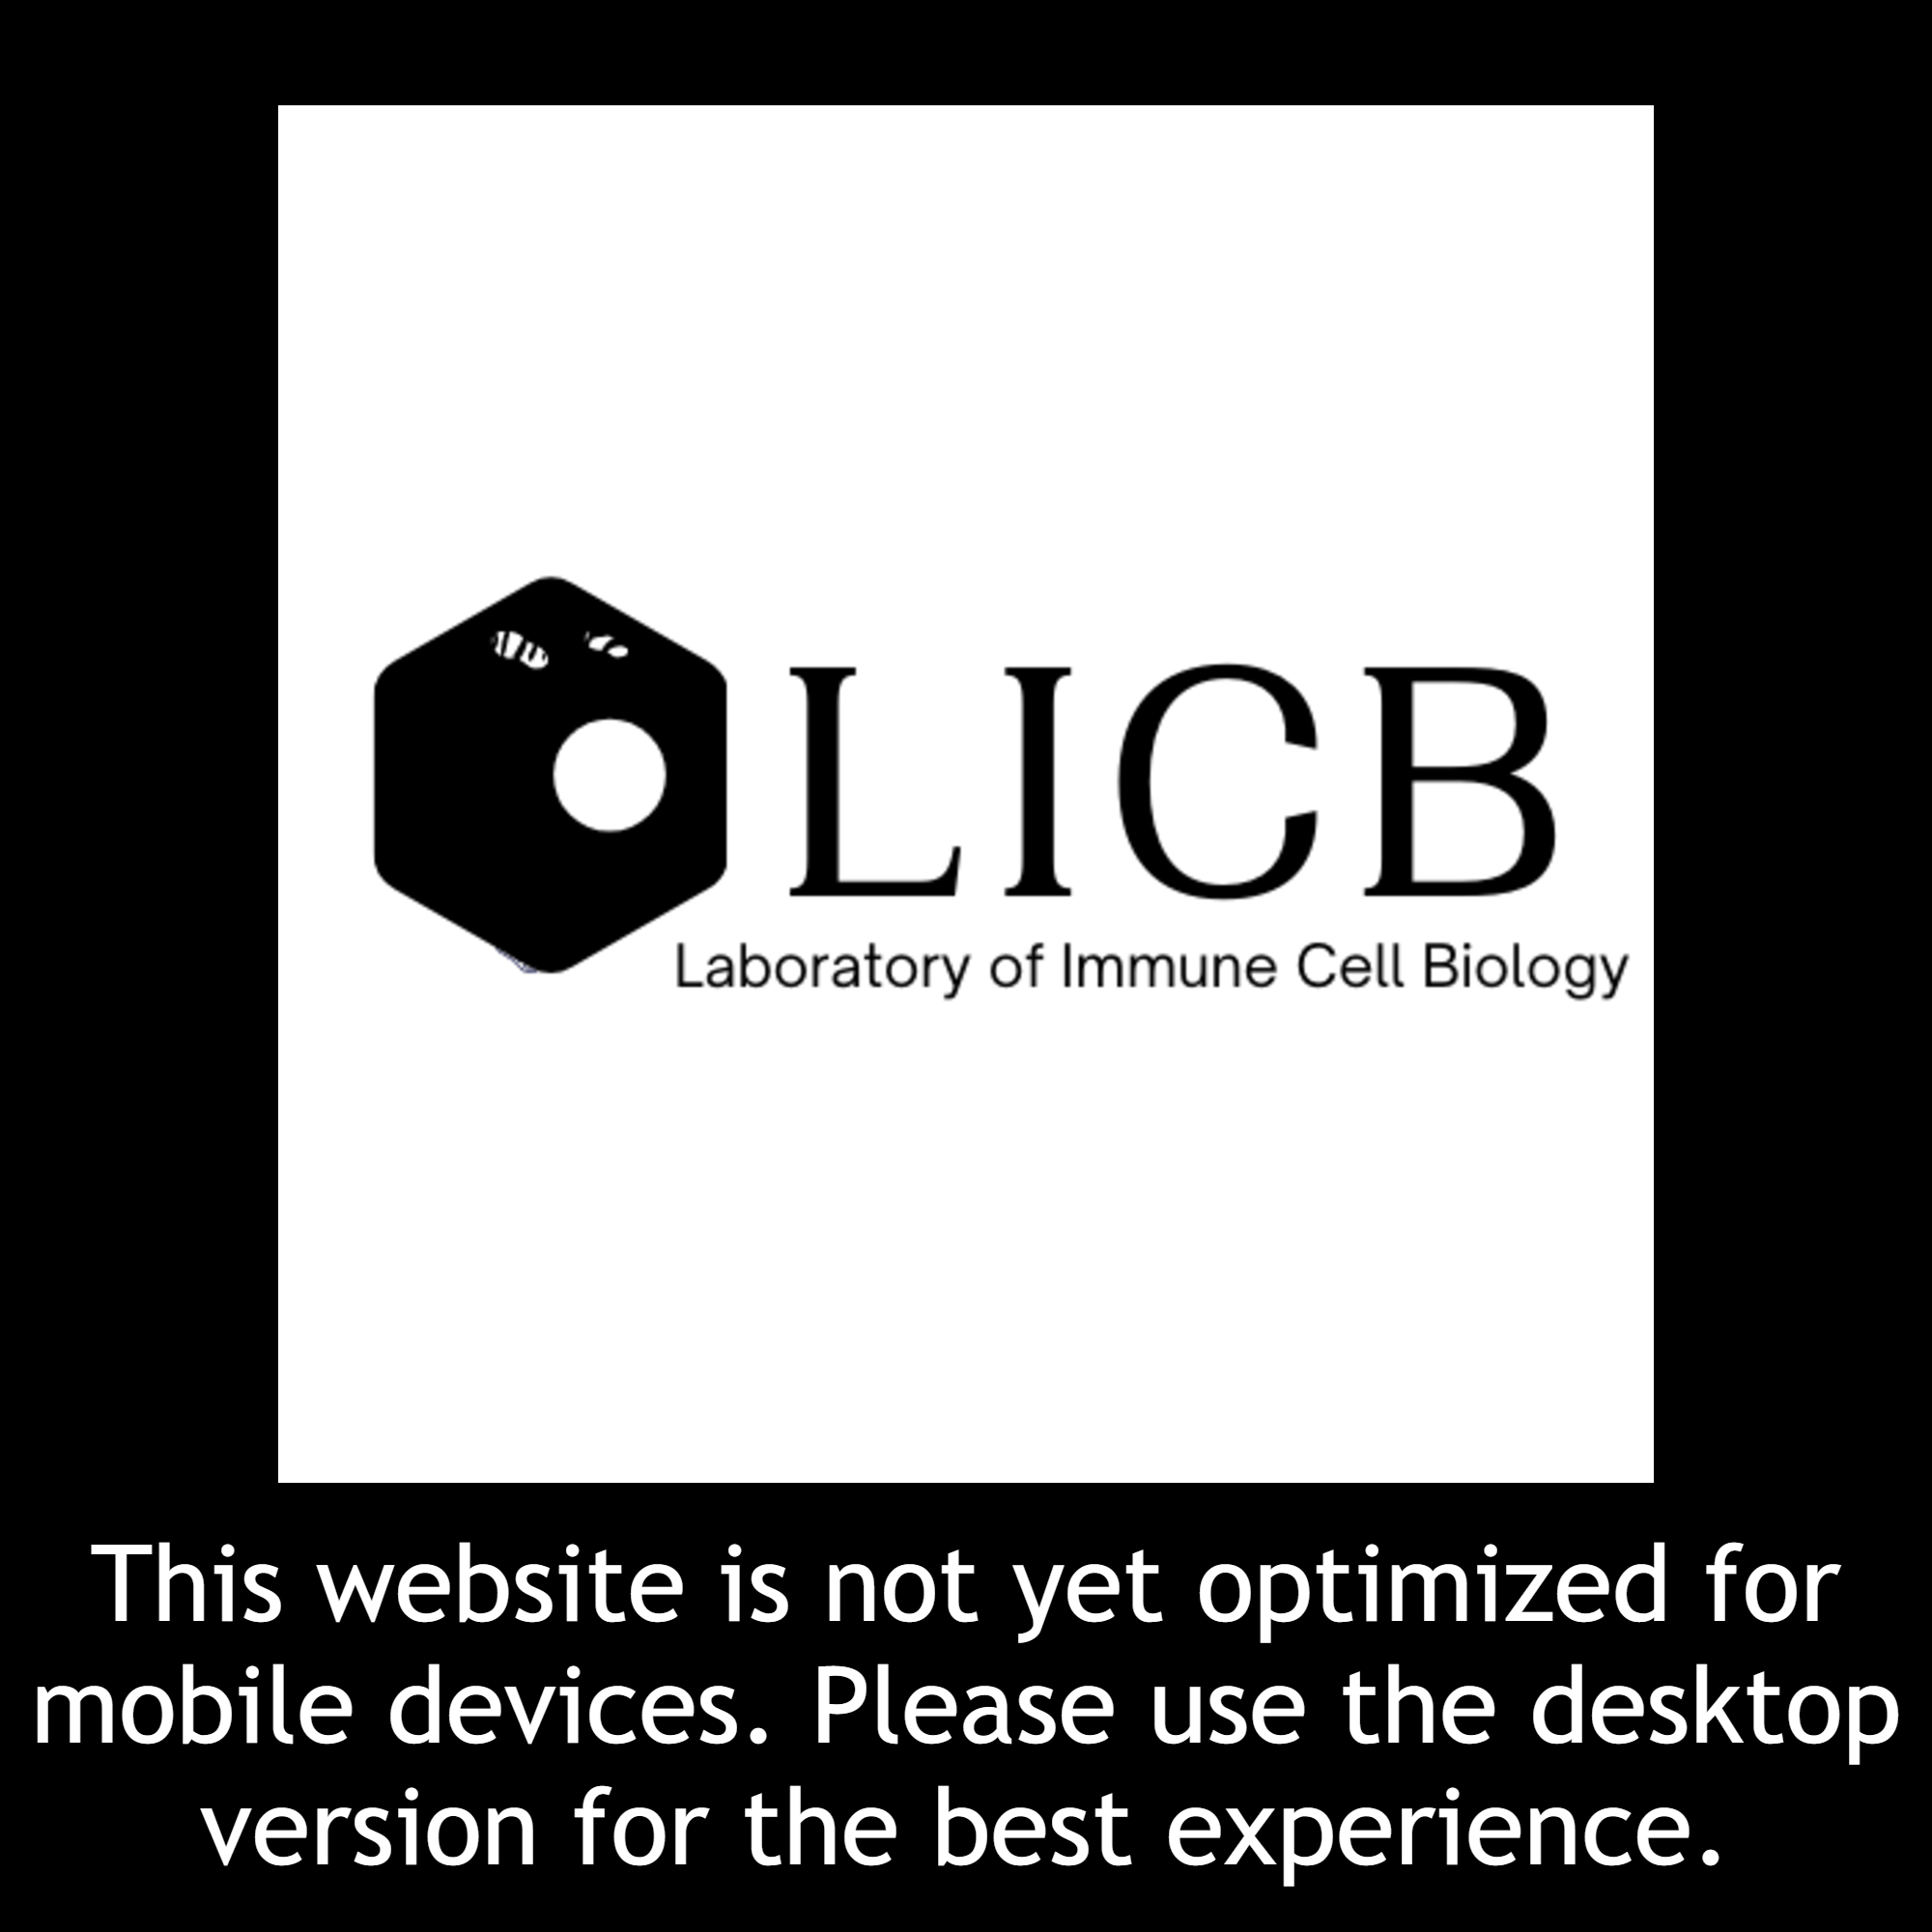 LICB
Laboratory of Immune Cell Biology
This website is not yet optimized for
mobile devices. Please use the desktop
version for the best experience.